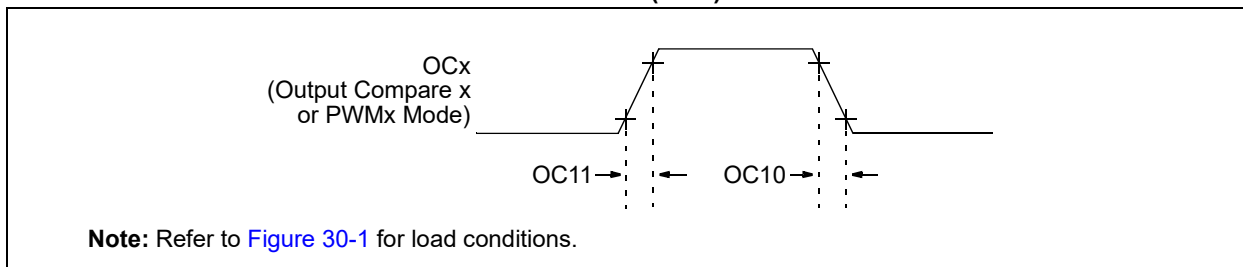 OCx
(Output Compare x
or PWMx Mode)
OC11
OC10
Note: Refer to Figure 30-1 for load conditions.